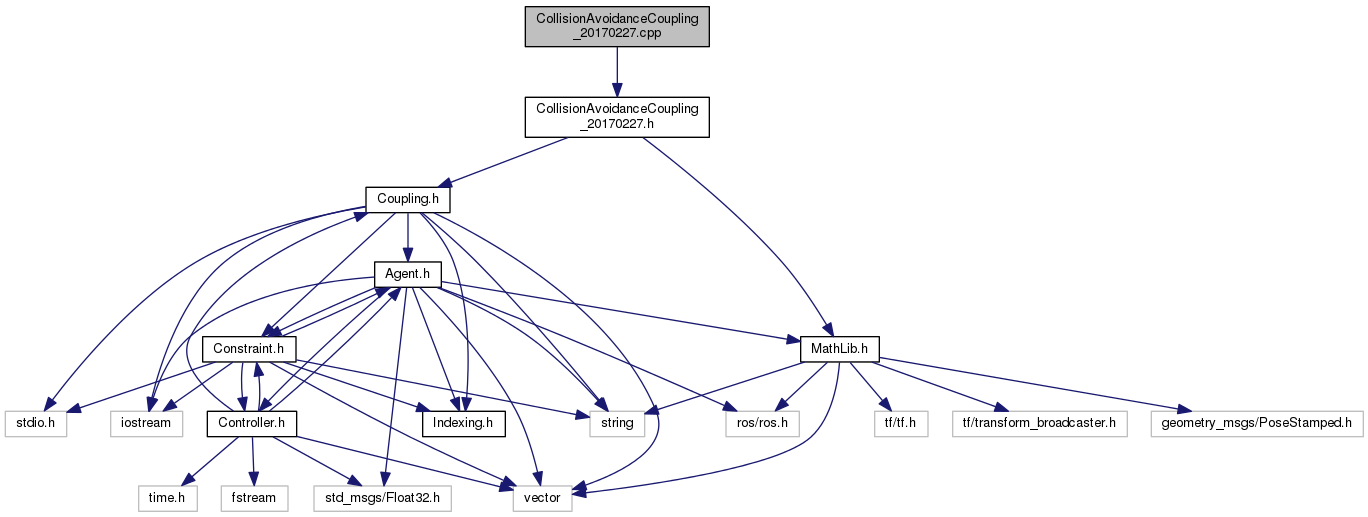 CollisionAvoidanceCoupling
_20170227.cpp
CollisionAvoidanceCoupling
_20170227.h
Coupling.h
Agent.h
Constraint.h
MathLib.h
stdio.h
iostream
Controller.h
Indexing.h
string
ros/ros.h
tf/tf.h
tf/transform_broadcaster.h
geometry_msgs/PoseStamped.h
time.h
fstream
std_msgs/Float32.h
vector